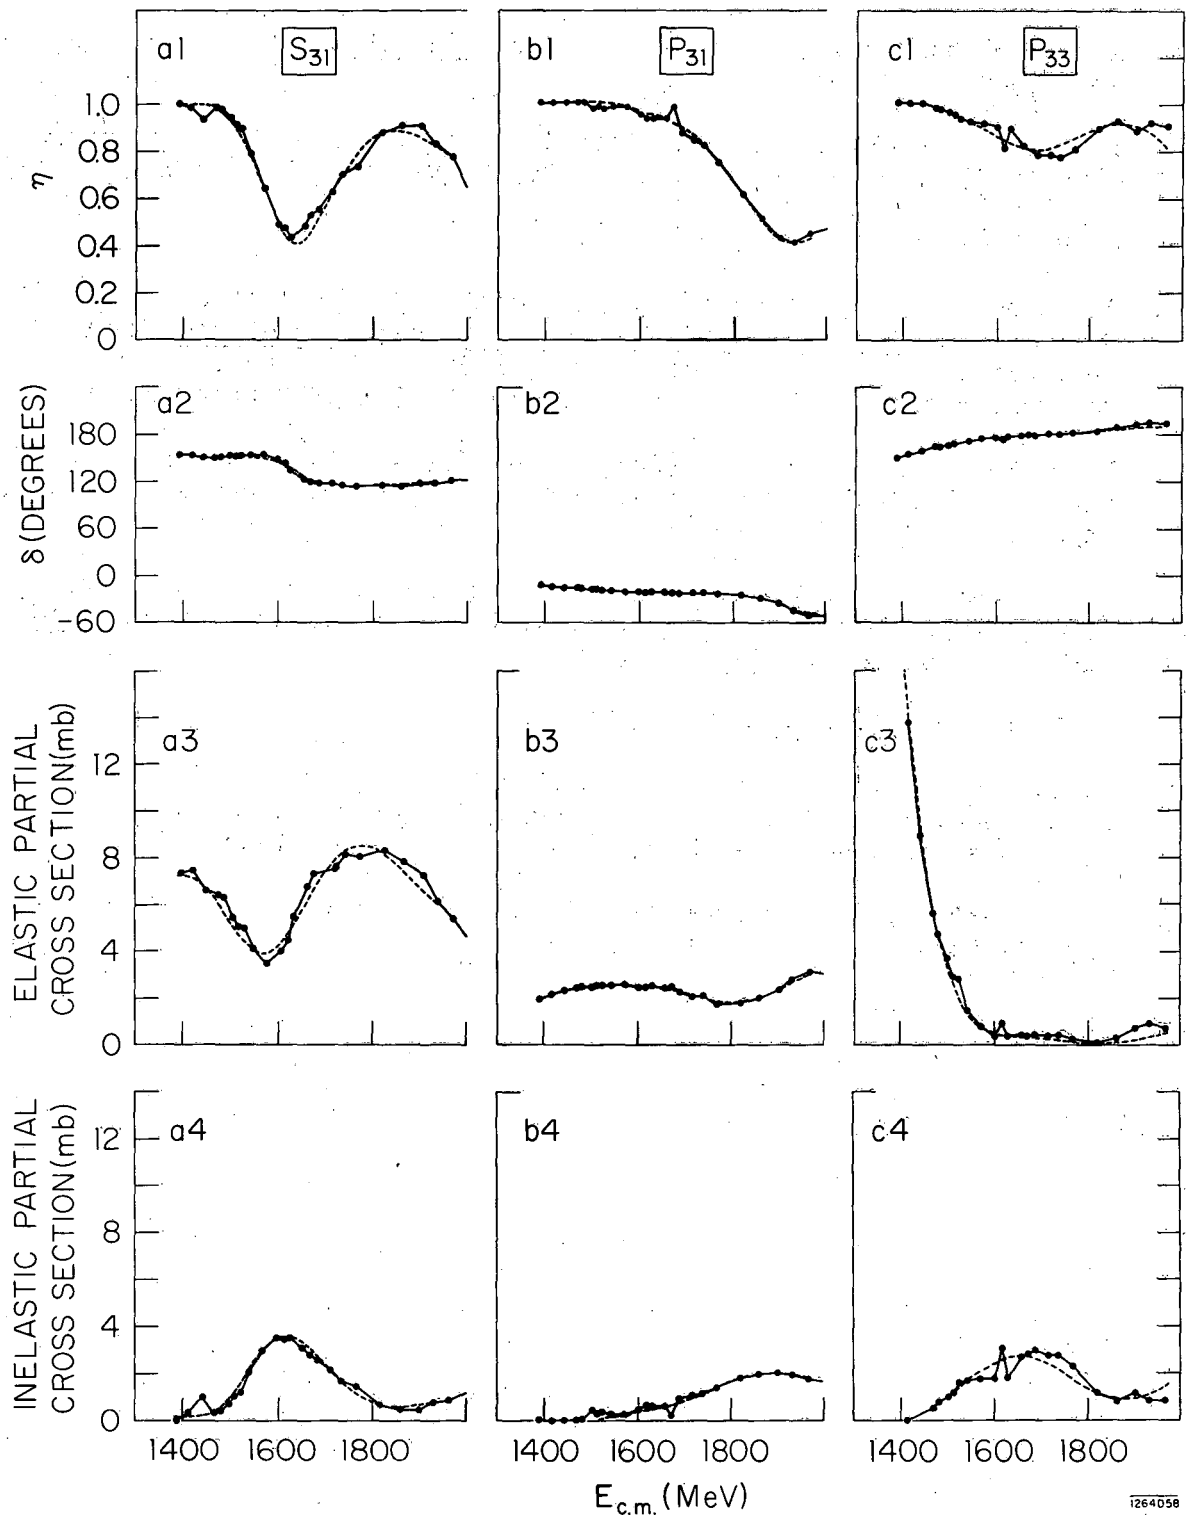 a1 S31 b1 P31 c1 P33
η
1.0
0.8
0.6
0.4
0.2
0
a2 b2 c2
δ(DEGREES)
180
120
60
0
-60
a3 b3 c3
ELASTIC PARTIAL
CROSS SECTION(mb)
12
8
4
0
a4 b4 c4
INELASTIC PARTIAL
CROSS SECTION(mb)
12
8
4
0
1400 1600 1800 1400 1600 1800 1400 1600 1800
Ec.m. (MeV)
1264058